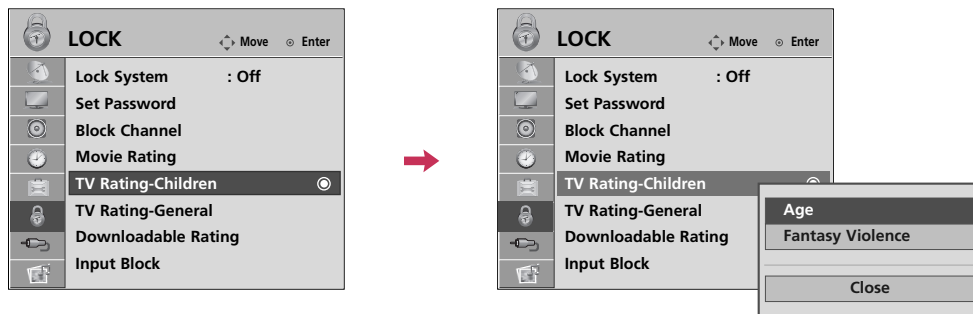 LOCK Move Enter
Lock System : Off
Set Password
Block Channel
Movie Rating
TV Rating-Children
TV Rating-General
Downloadable Rating
Input Block
LOCK Move Enter
Lock System : Off
Set Password
Block Channel
Movie Rating
TV Rating-Children
TV Rating-General
Downloadable Rating
Input Block
Age
Fantasy Violence
Close